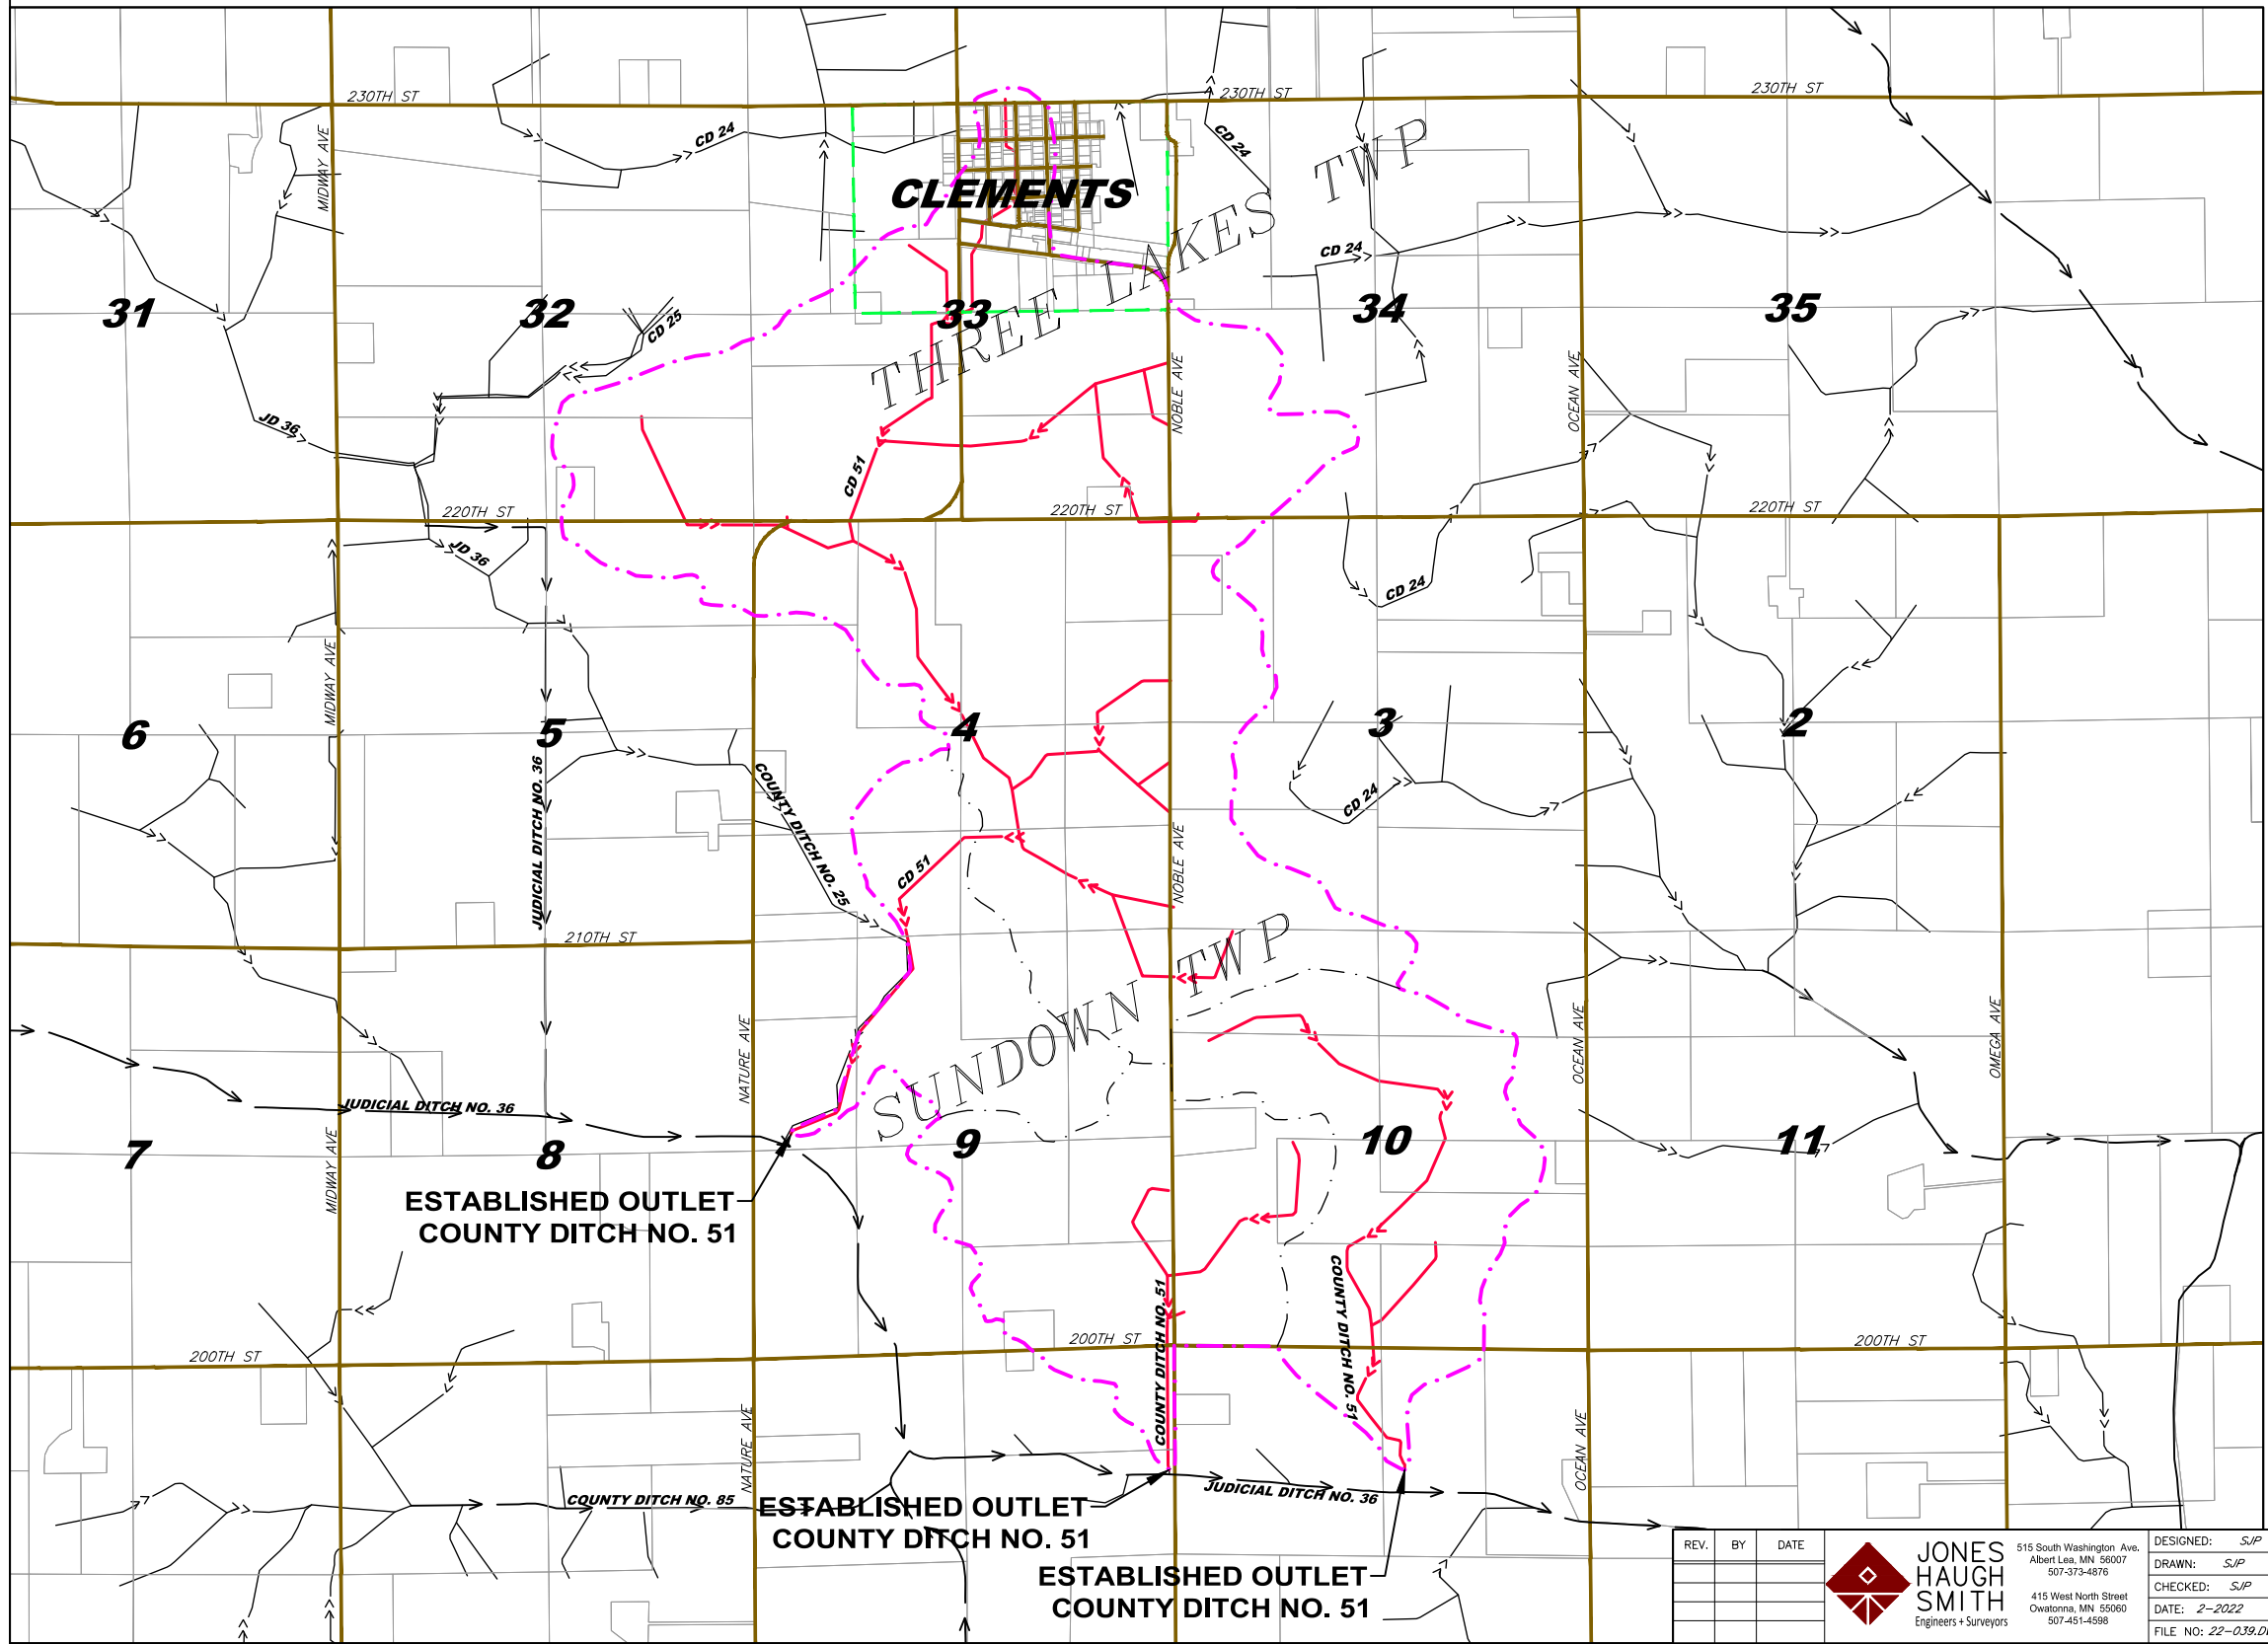 230TH ST
230TH ST
230TH ST
MIDWAY AVE
CD 24
CD 24
CLEMENTS
THREE LAKES TWP
CD 24
31
32
33
34
35
CD 25
NOBLE AVE
OCEAN AVE
JD 36
CD 51
220TH ST
220TH ST
220TH ST
JD 36
CD 24
MIDWAY AVE
6
5
4
3
2
JUDICIAL DITCH NO. 36
COUNTY DITCH NO. 25
CD 24
NOBLE AVE
CD 51
210TH ST
SUNDOWN TWP
NATURE AVE
OCEAN AVE
OMEGA AVE
JUDICIAL DITCH NO. 36
MIDWAY AVE
7
8
9
10
11
ESTABLISHED OUTLET
COUNTY DITCH NO. 51
COUNTY DITCH NO. 51
COUNTY DITCH NO. 51
200TH ST
200TH ST
200TH ST
NATURE AVE
OCEAN AVE
COUNTY DITCH NO. 85
JUDICIAL DITCH NO. 36
ESTABLISHED OUTLET
COUNTY DITCH NO. 51
ESTABLISHED OUTLET
COUNTY DITCH NO. 51
REV. BY DATE
JONES
HAUGH
SMITH
Engineers + Surveyors
515 South Washington Ave.
Albert Lea, MN 56007
507-373-4876
415 West North Street
Owatonna, MN 55060
507-451-4598
DESIGNED: SJP
DRAWN: SJP
CHECKED: SJP
DATE: 2-2022
FILE NO: 22-039.D